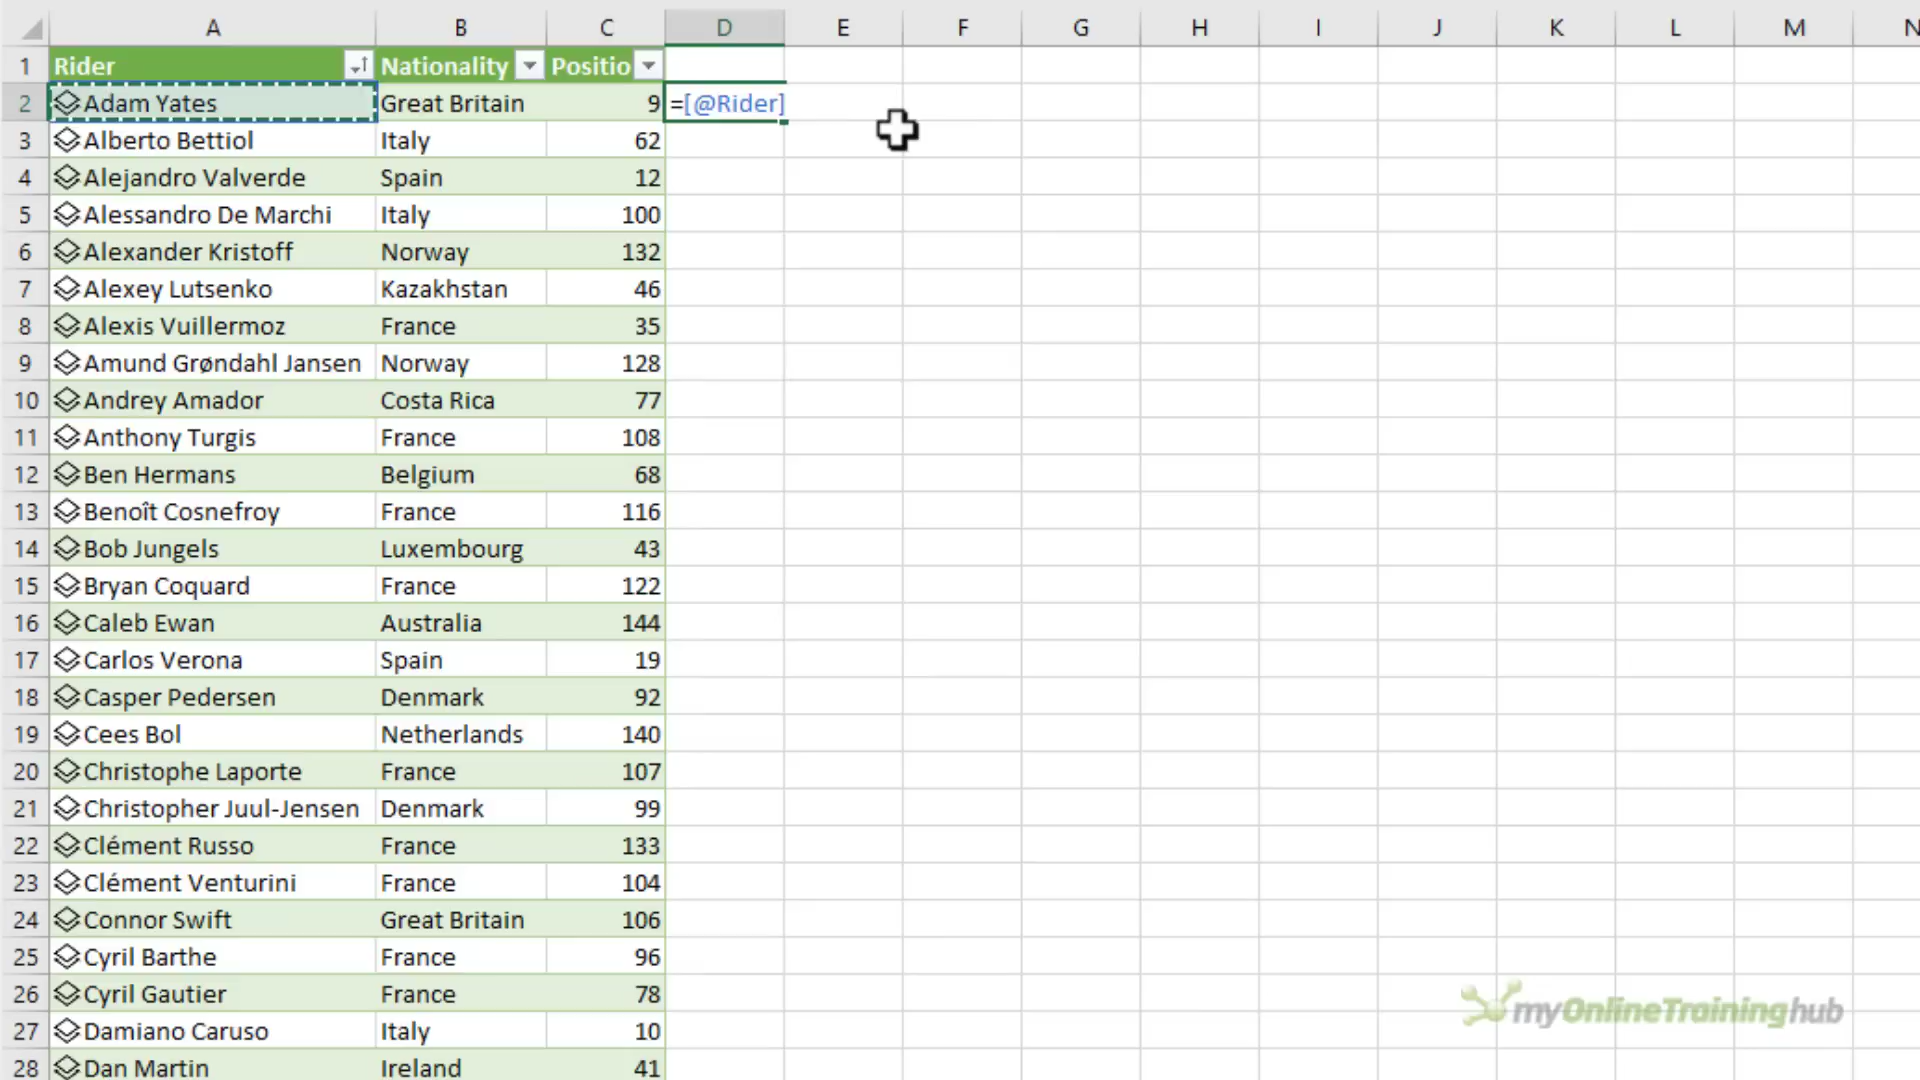 A B C D E F G H I J K L M N
1 Rider Nationality Positio
2 Adam Yates Great Britain 9 =[@Rider]
3 Alberto Bettiol Italy 62
4 Alejandro Valverde Spain 12
5 Alessandro De Marchi Italy 100
6 Alexander Kristoff Norway 132
7 Alexey Lutsenko Kazakhstan 46
8 Alexis Vuillermoz France 35
9 Amund Grøndahl Jansen Norway 128
10 Andrey Amador Costa Rica 77
11 Anthony Turgis France 108
12 Ben Hermans Belgium 68
13 Benoît Cosnefroy France 116
14 Bob Jungels Luxembourg 43
15 Bryan Coquard France 122
16 Caleb Ewan Australia 144
17 Carlos Verona Spain 19
18 Casper Pedersen Denmark 92
19 Cees Bol Netherlands 140
20 Christophe Laporte France 107
21 Christopher Juul-Jensen Denmark 99
22 Clément Russo France 133
23 Clément Venturini France 104
24 Connor Swift Great Britain 106
25 Cyril Barthe France 96
26 Cyril Gautier France 78
27 Damiano Caruso Italy 10
28 Dan Martin Ireland 41
myOnlineTraininghub